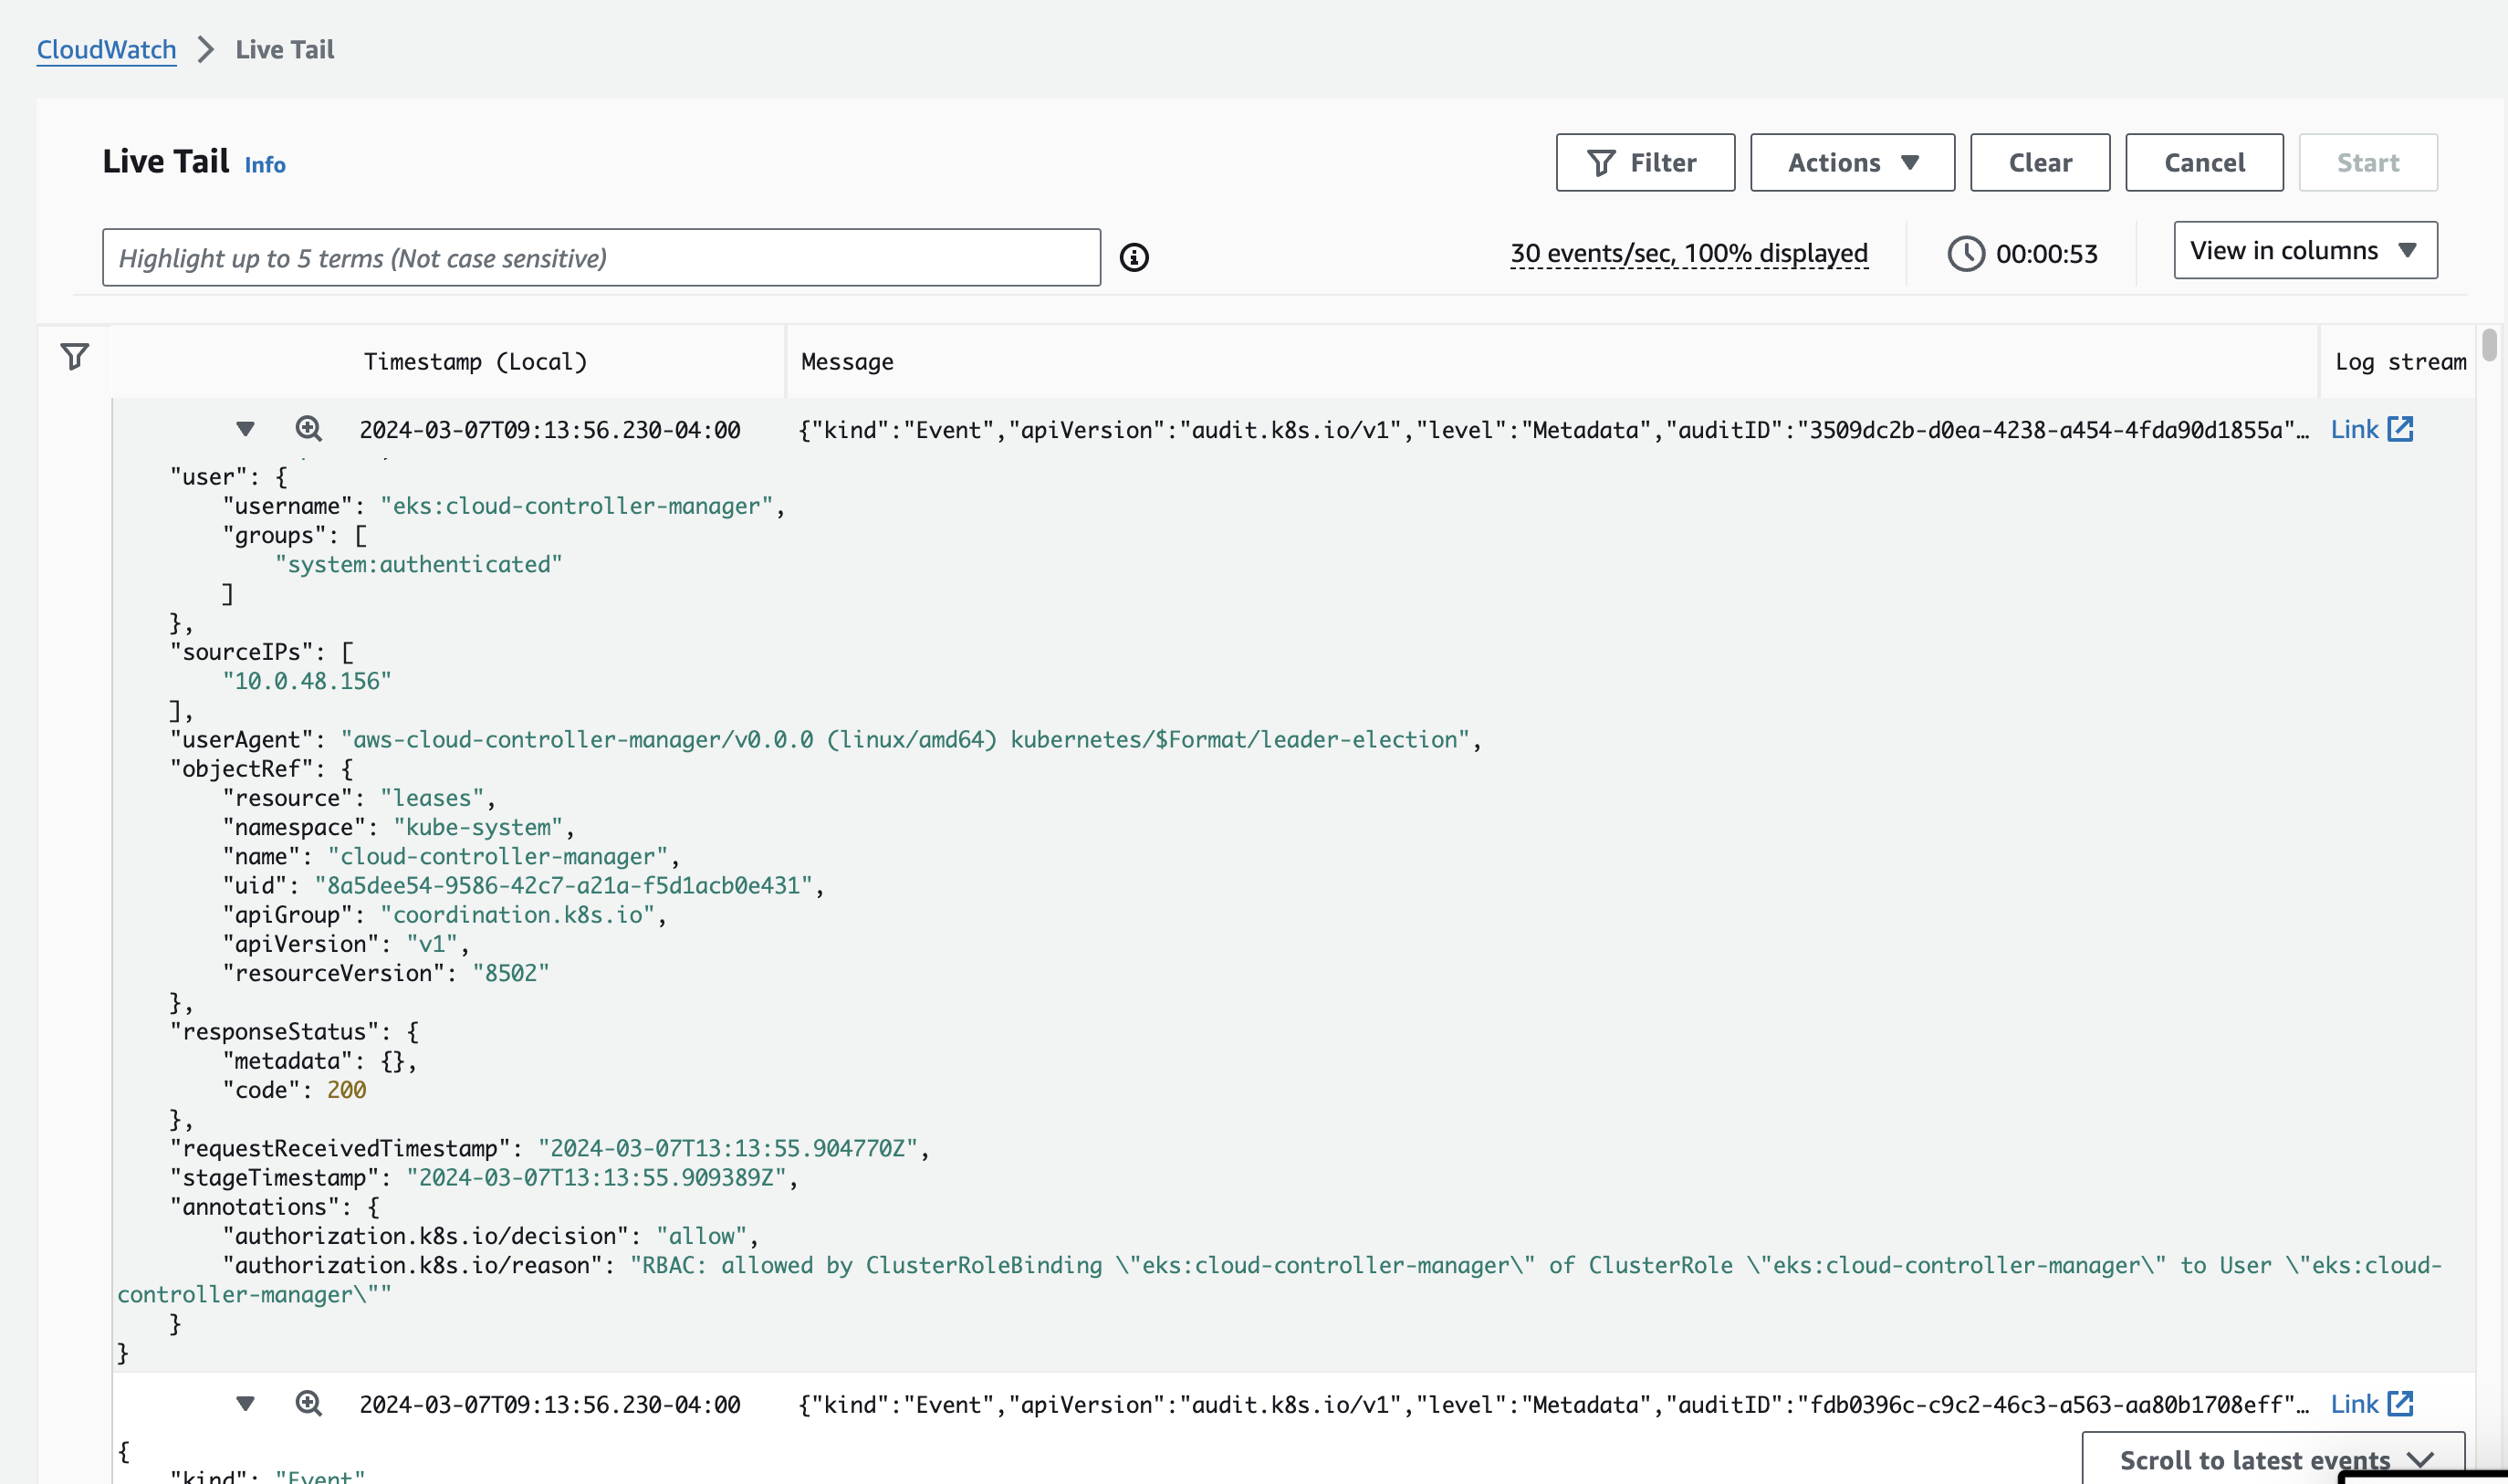 CloudWatch > Live Tail
Live Tail Info
Filter
Actions
Clear
Cancel
Start
Highlight up to 5 terms (Not case sensitive)
30 events/sec, 100% displayed
00:00:53
View in columns
Timestamp (Local)
Message
Log stream
2024-03-07T09:13:56.230-04:00 {"kind":"Event","apiVersion":"audit.k8s.io/v1","level":"Metadata","auditID":"3509dc2b-d0ea-4238-a454-4fda90d1855a"… Link
"user": {
"username": "eks:cloud-controller-manager",
"groups": [
"system:authenticated"
]
},
"sourceIPs": [
"10.0.48.156"
],
"userAgent": "aws-cloud-controller-manager/v0.0.0 (linux/amd64) kubernetes/$Format/leader-election",
"objectRef": {
"resource": "leases",
"namespace": "kube-system",
"name": "cloud-controller-manager",
"uid": "8a5dee54-9586-42c7-a21a-f5d1acb0e431",
"apiGroup": "coordination.k8s.io",
"apiVersion": "v1",
"resourceVersion": "8502"
},
"responseStatus": {
"metadata": {},
"code": 200
},
"requestReceivedTimestamp": "2024-03-07T13:13:55.904770Z",
"stageTimestamp": "2024-03-07T13:13:55.909389Z",
"annotations": {
"authorization.k8s.io/decision": "allow",
"authorization.k8s.io/reason": "RBAC: allowed by ClusterRoleBinding \"eks:cloud-controller-manager\" of ClusterRole \"eks:cloud-controller-manager\" to User \"eks:cloud-
controller-manager\""
}
}
2024-03-07T09:13:56.230-04:00 {"kind":"Event","apiVersion":"audit.k8s.io/v1","level":"Metadata","auditID":"fdb0396c-c9c2-46c3-a563-aa80b1708eff"… Link
{
"kind": "Event"
Scroll to latest events